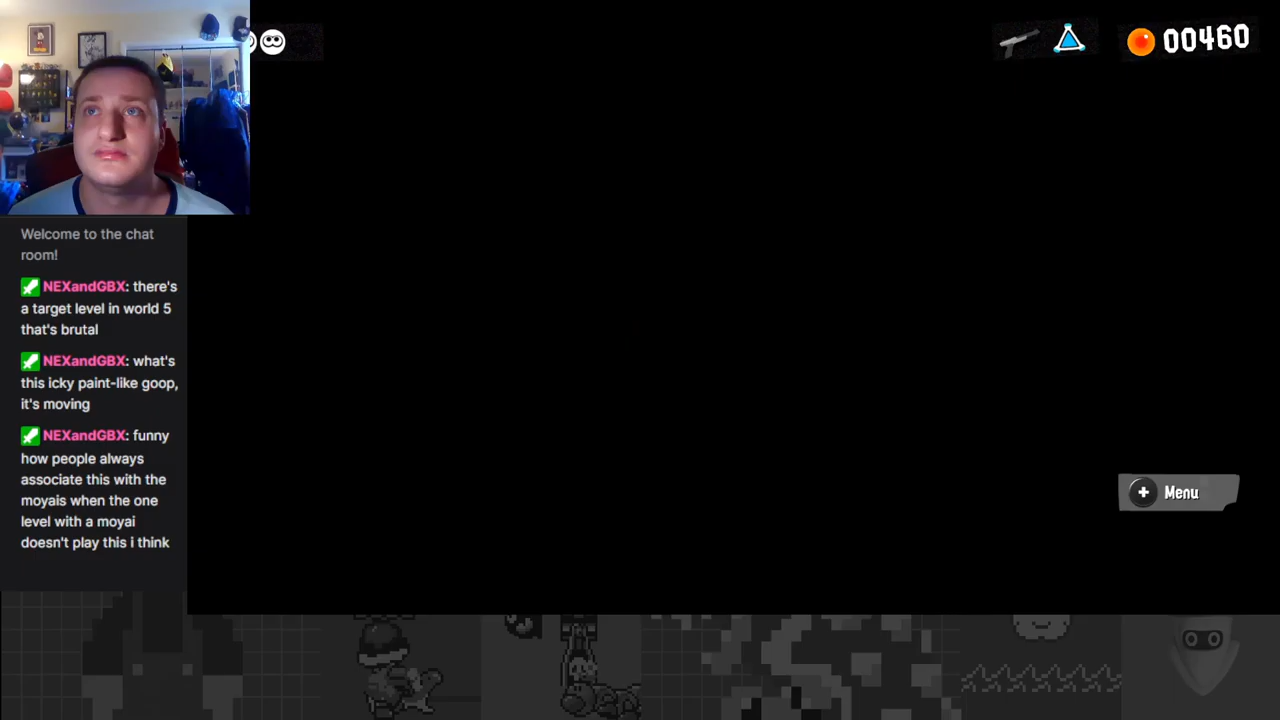 00460
Welcome to the chat
room!
NEXandGBX: there's
a target level in world 5
that's brutal
NEXandGBX: what's
this icky paint-like goop,
it's moving
NEXandGBX: funny
how people always
associate this with the
moyais when the one
level with a moyai
doesn't play this i think
+ Menu